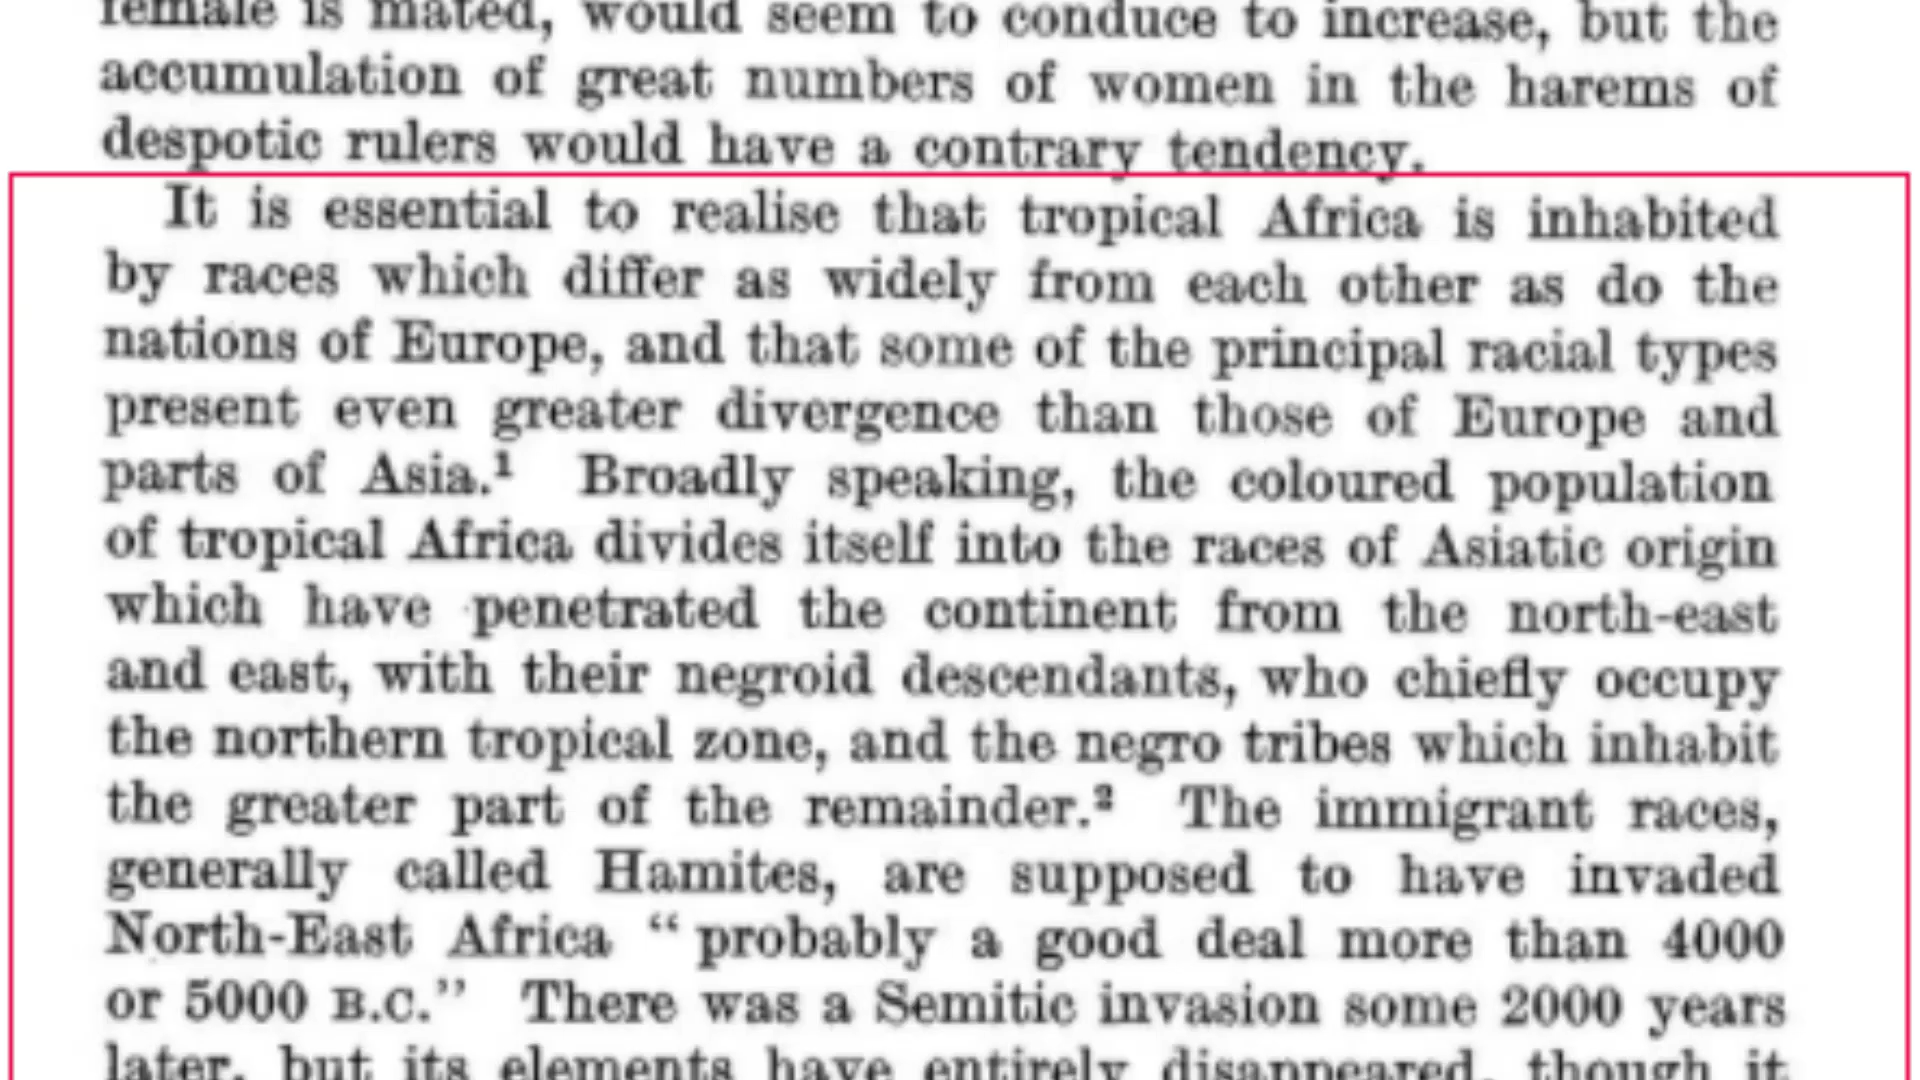 female is mated, would seem to conduce to increase, but the
accumulation of great numbers of women in the harems of
despotic rulers would have a contrary tendency.
It is essential to realise that tropical Africa is inhabited
by races which differ as widely from each other as do the
nations of Europe, and that some of the principal racial types
present even greater divergence than those of Europe and
parts of Asia.¹ Broadly speaking, the coloured population
of tropical Africa divides itself into the races of Asiatic origin
which have penetrated the continent from the north-east
and east, with their negroid descendants, who chiefly occupy
the northern tropical zone, and the negro tribes which inhabit
the greater part of the remainder.² The immigrant races,
generally called Hamites, are supposed to have invaded
North-East Africa “ probably a good deal more than 4000
or 5000 B.C.” There was a Semitic invasion some 2000 years
later, but its elements have entirely disappeared, though it